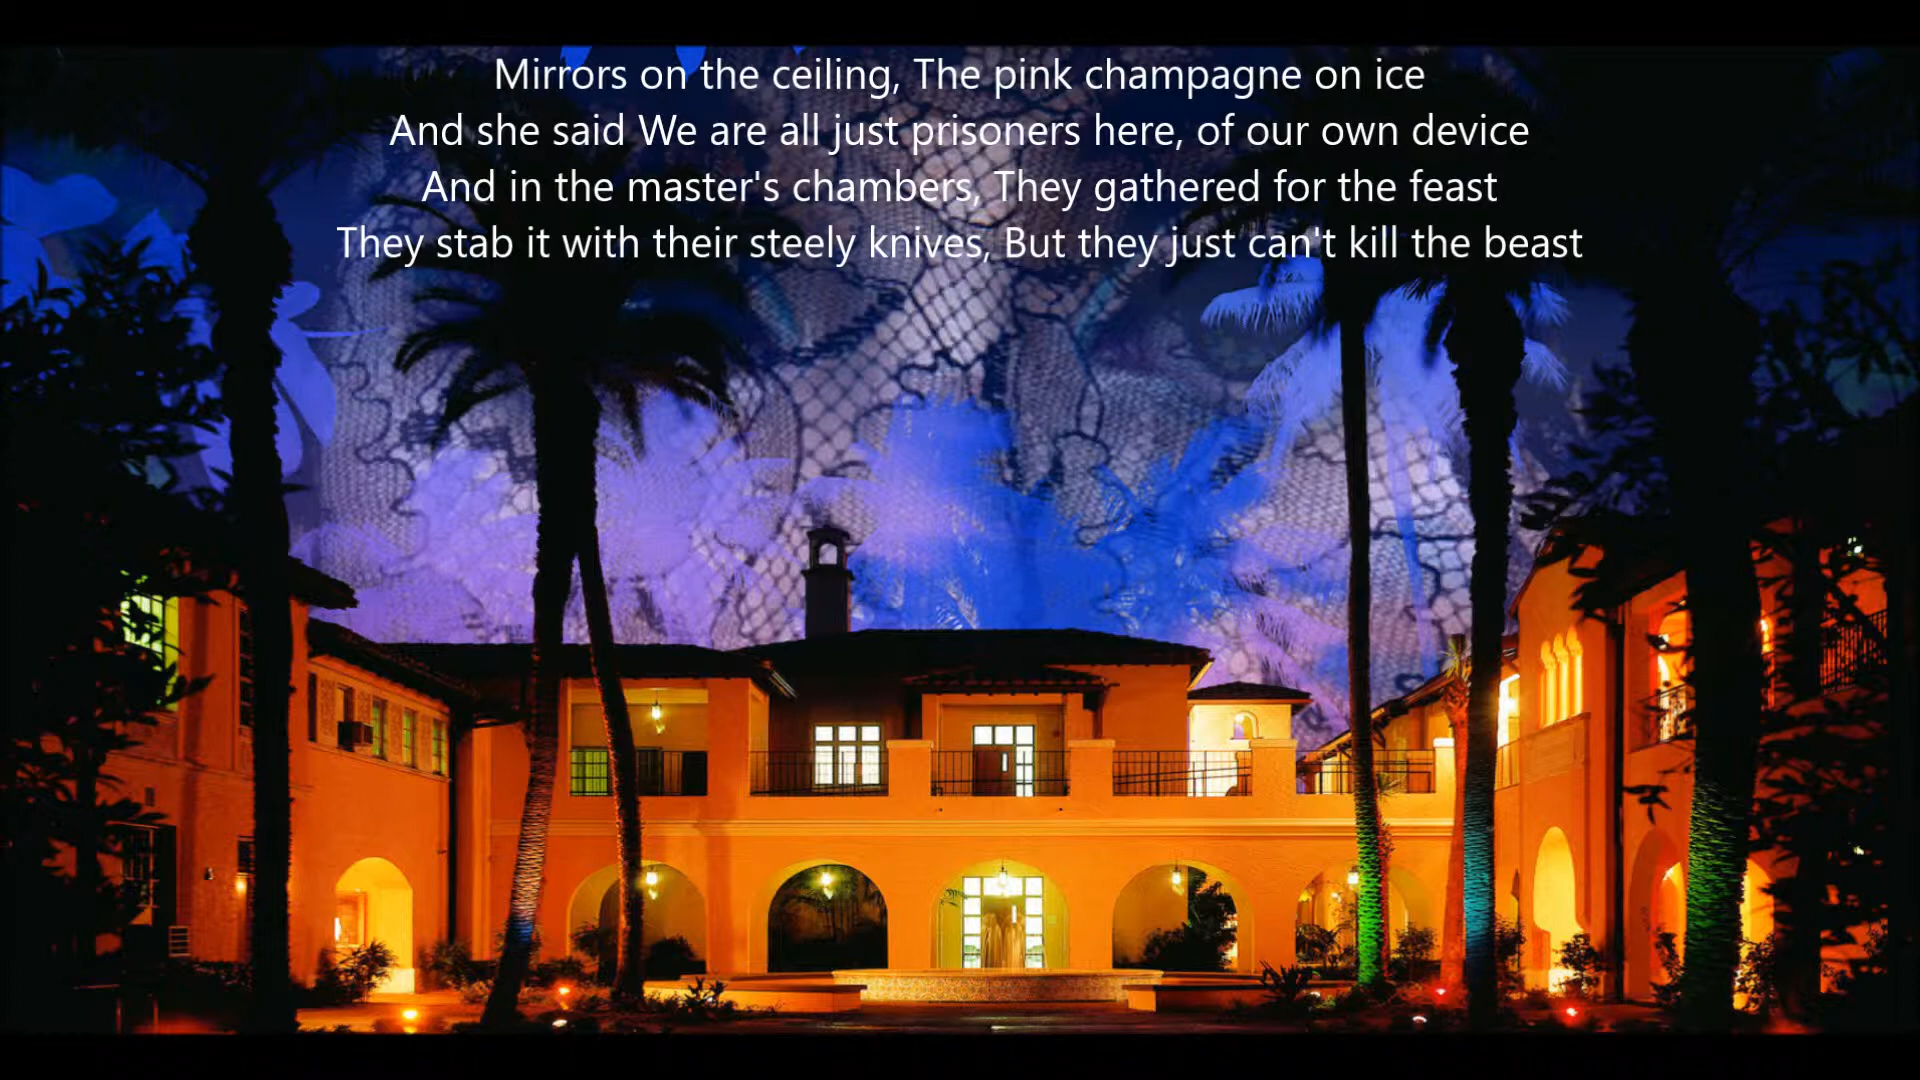 Mirrors on the ceiling, The pink champagne on ice
And she said We are all just prisoners here, of our own device
And in the master's chambers, They gathered for the feast
They stab it with their steely knives, But they just can't kill the beast